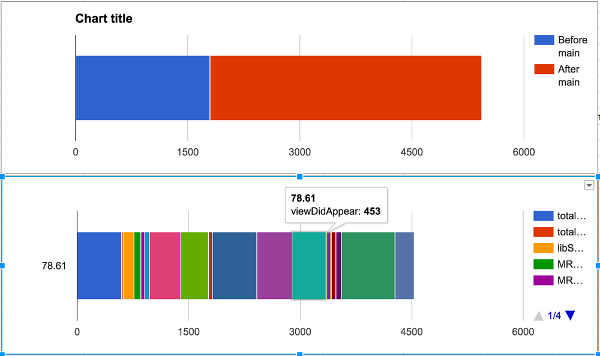 Chart title
Before
main
After
main
0
1500
3000
4500
6000
78.61
viewDidAppear: 453
78.61
total...
total...
libS...
MR...
MR...
1/4
0
1500
3000
4500
6000